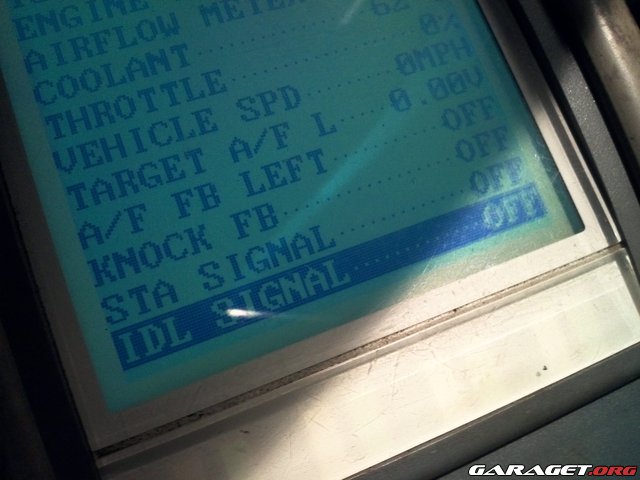 ENGINE
AIRFLOW METER
COOLANT 62
THROTTLE 0%
VEHICLE SPD 0MPH
TARGET A/F L 0.00V
A/F FB LEFT OFF
KNOCK FB OFF
STA SIGNAL OFF
IDL SIGNAL OFF
GARAGET.ORG